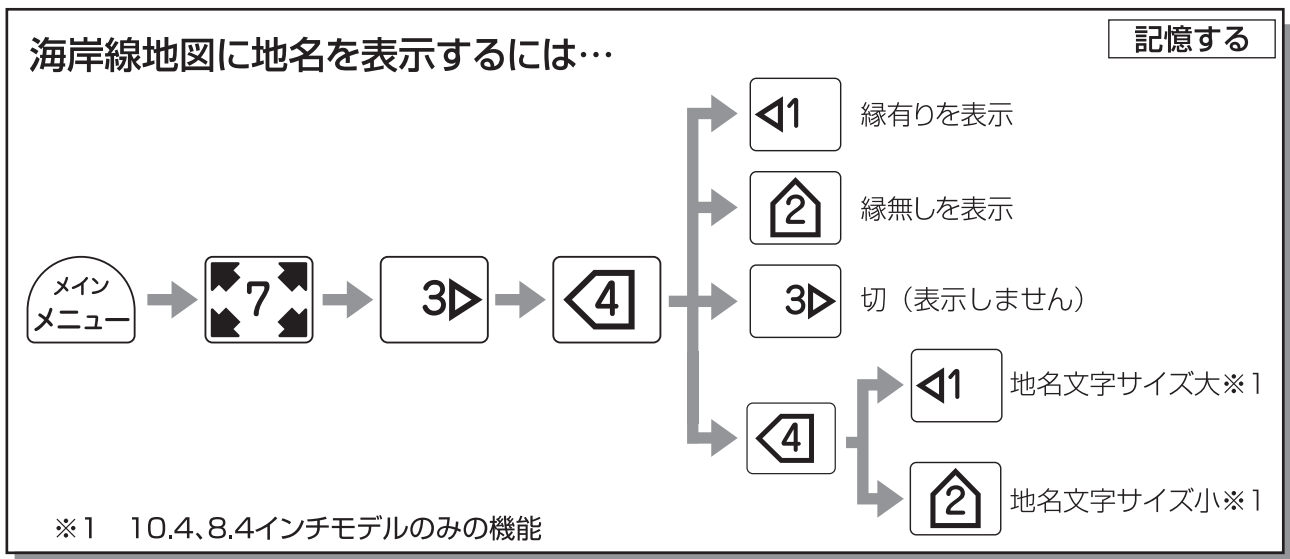 海岸線地図に地名を表示するには…
記憶する
メイン
メニュー
7
3
4
1 縁有りを表示
2 縁無しを表示
3 切（表示しません）
4
1 地名文字サイズ大※1
2 地名文字サイズ小※1
※1 10.4、8.4インチモデルのみの機能